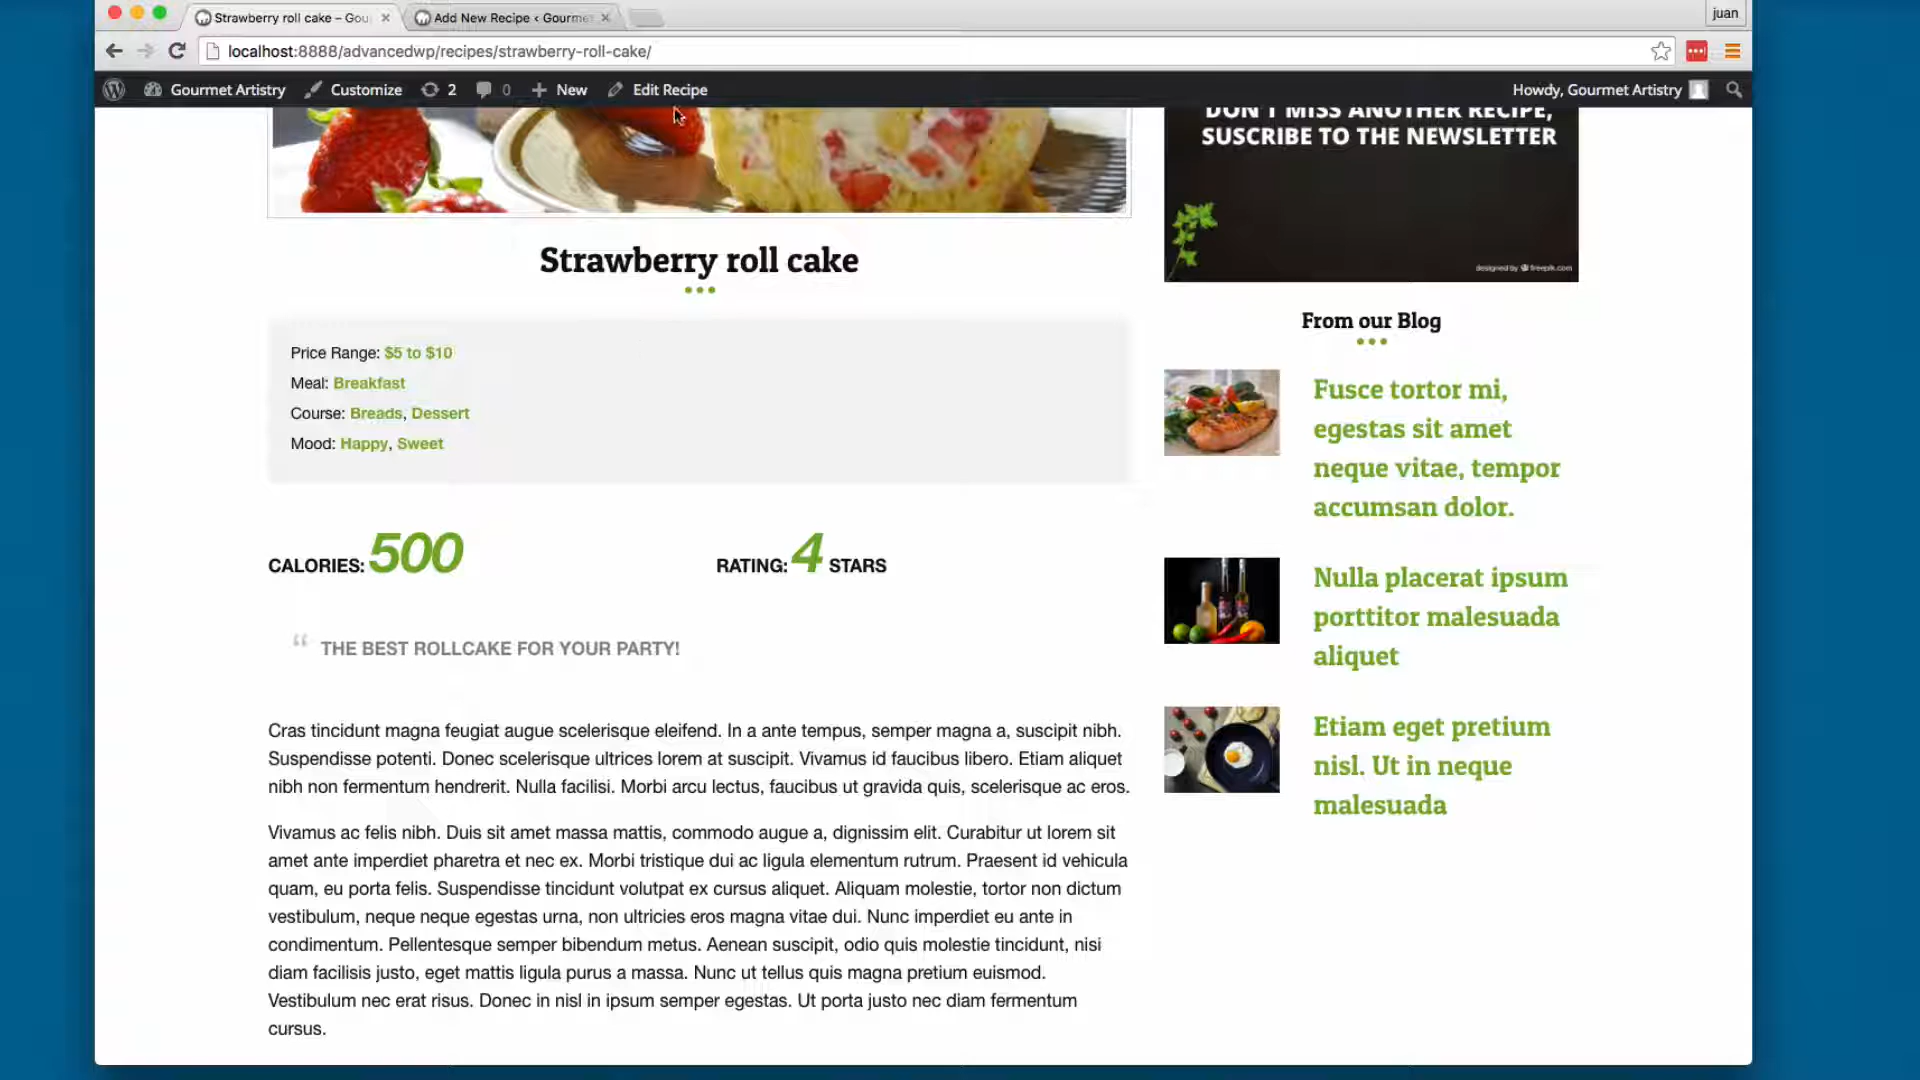 Strawberry roll cake – Gou
Add New Recipe ‹ Gourme
juan
localhost:8888/advancedwp/recipes/strawberry-roll-cake/
Gourmet Artistry
Customize
2
0
New
Edit Recipe
Howdy, Gourmet Artistry
DON'T MISS ANOTHER RECIPE,
SUSCRIBE TO THE NEWSLETTER
designed by freepik.com
Strawberry roll cake
Price Range: $5 to $10
Meal: Breakfast
Course: Breads, Dessert
Mood: Happy, Sweet
CALORIES: 500
RATING: 4 STARS
“ THE BEST ROLLCAKE FOR YOUR PARTY!
Cras tincidunt magna feugiat augue scelerisque eleifend. In a ante tempus, semper magna a, suscipit nibh.
Suspendisse potenti. Donec scelerisque ultrices lorem at suscipit. Vivamus id faucibus libero. Etiam aliquet
nibh non fermentum hendrerit. Nulla facilisi. Morbi arcu lectus, faucibus ut gravida quis, scelerisque ac eros.
Vivamus ac felis nibh. Duis sit amet massa mattis, commodo augue a, dignissim elit. Curabitur ut lorem sit
amet ante imperdiet pharetra et nec ex. Morbi tristique dui ac ligula elementum rutrum. Praesent id vehicula
quam, eu porta felis. Suspendisse tincidunt volutpat ex cursus aliquet. Aliquam molestie, tortor non dictum
vestibulum, neque neque egestas urna, non ultricies eros magna vitae dui. Nunc imperdiet eu ante in
condimentum. Pellentesque semper bibendum metus. Aenean suscipit, odio quis molestie tincidunt, nisi
diam facilisis justo, eget mattis ligula purus a massa. Nunc ut tellus quis magna pretium euismod.
Vestibulum nec erat risus. Donec in nisl in ipsum semper egestas. Ut porta justo nec diam fermentum
cursus.
From our Blog
Fusce tortor mi,
egestas sit amet
neque vitae, tempor
accumsan dolor.
Nulla placerat ipsum
porttitor malesuada
aliquet
Etiam eget pretium
nisl. Ut in neque
malesuada